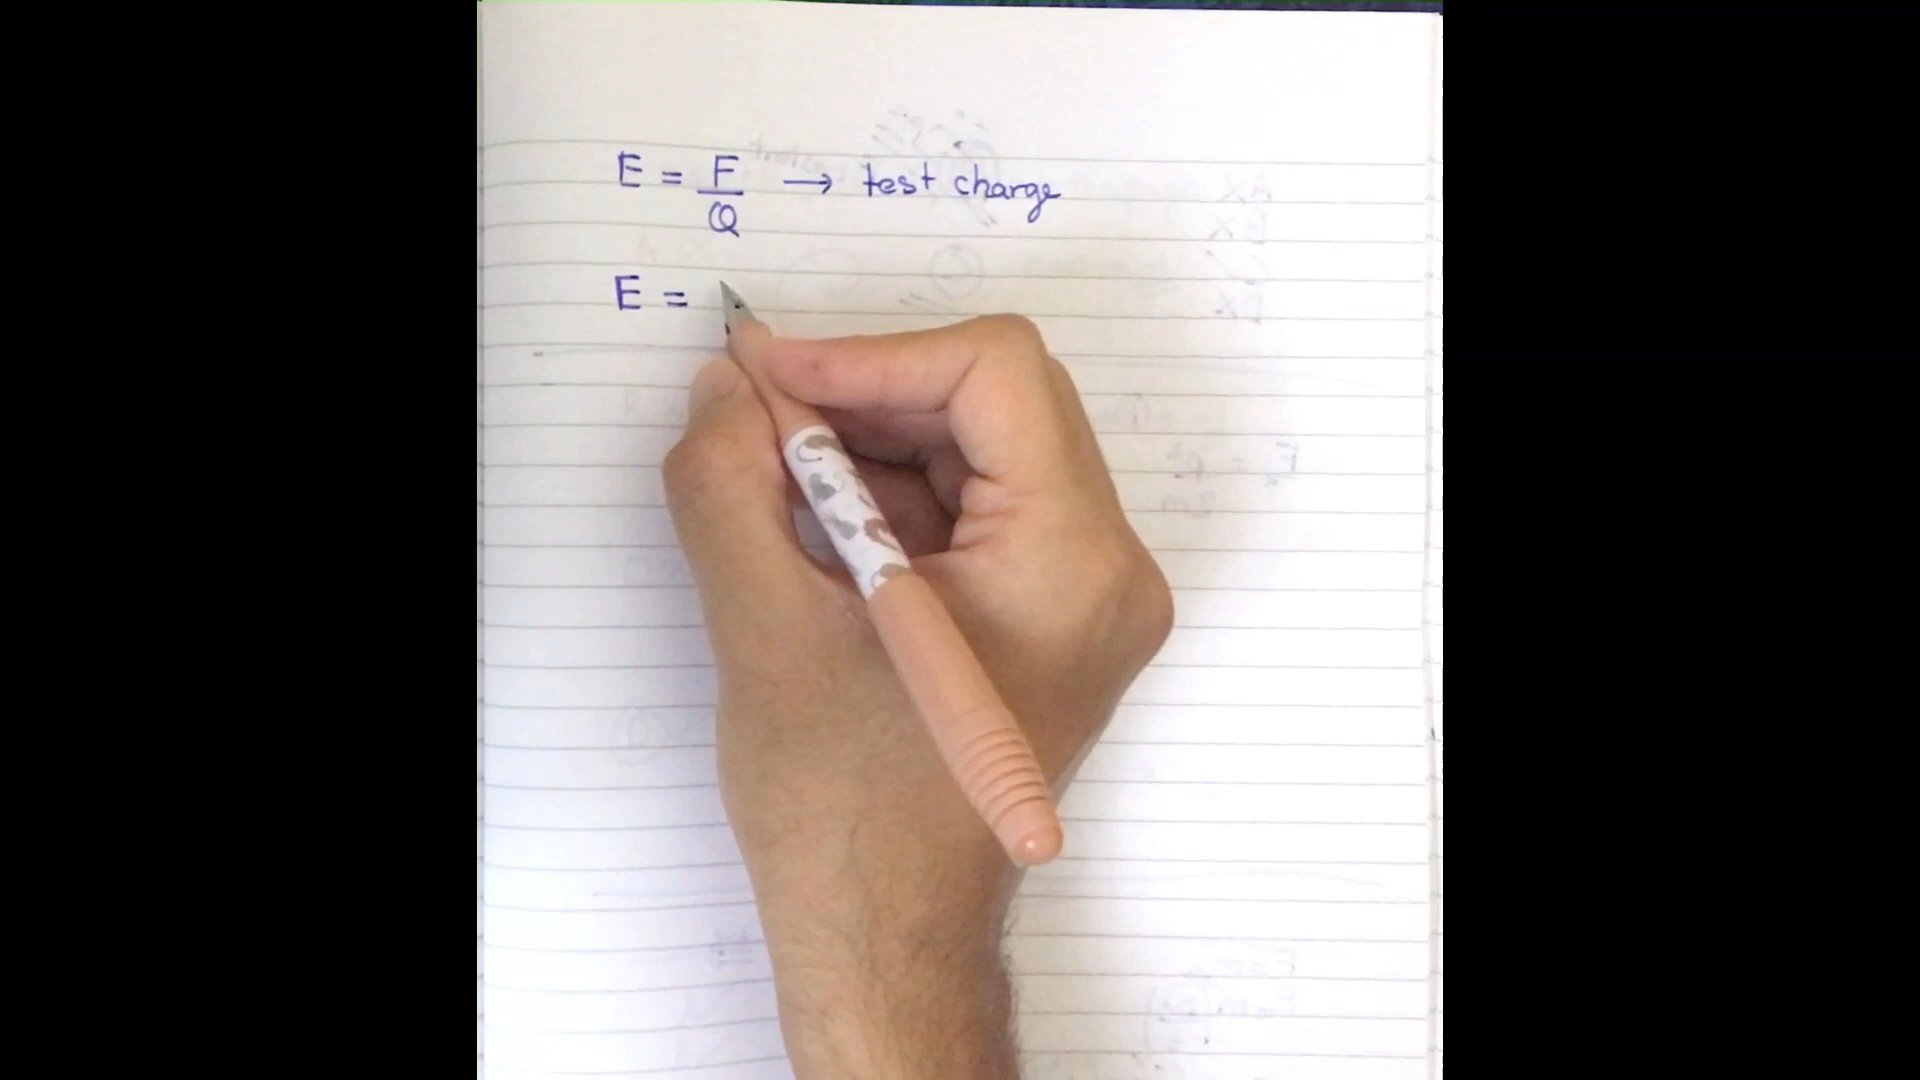 E = F/Q → test charge
E =